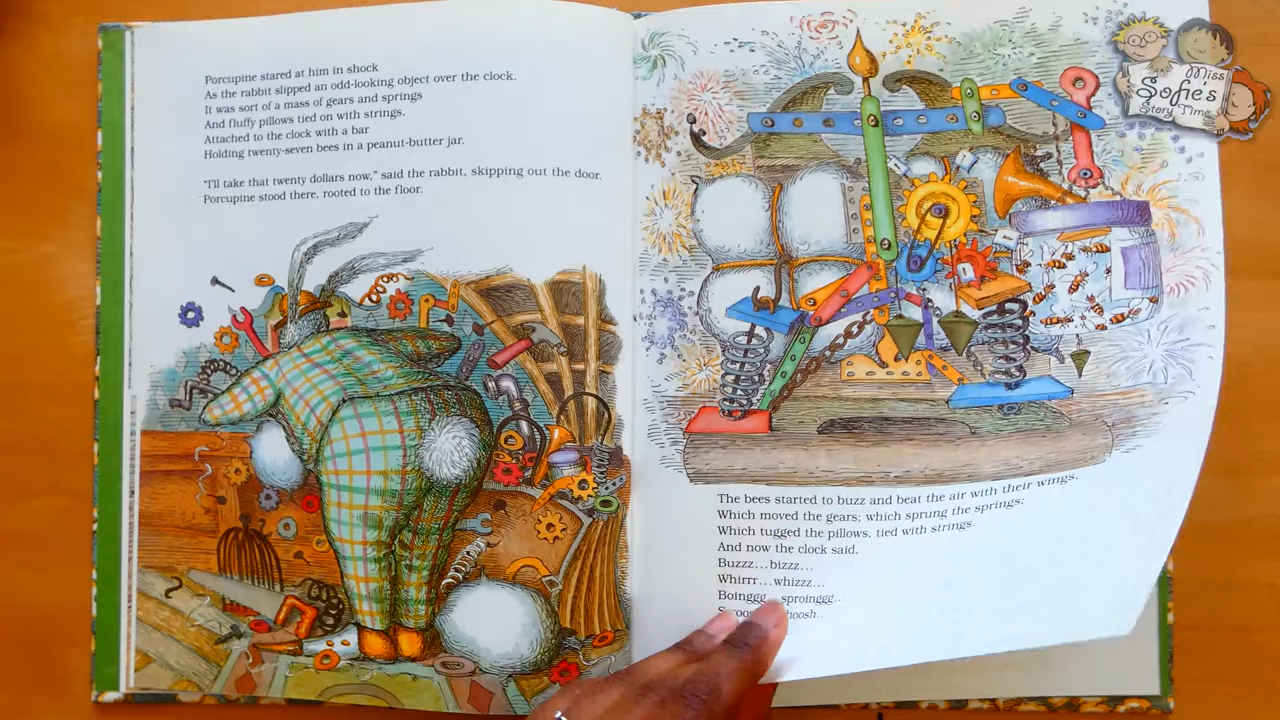 Porcupine stared at him in shock
As the rabbit slipped an odd-looking object over the clock.
It was sort of a mass of gears and springs
And fluffy pillows tied on with strings.
Attached to the clock with a bar
Holding twenty-seven bees in a peanut-butter jar.
"I'll take that twenty dollars now," said the rabbit, skipping out the door.
Porcupine stood there, rooted to the floor.
The bees started to buzz and beat the air with their wings,
Which moved the gears; which sprung the springs;
Which tugged the pillows, tied with strings.
And now the clock said,
Buzzz...bizzz...
Whirrr...whizzz...
Boinggg...sproinggg...
Miss
Sofie's
Story Time